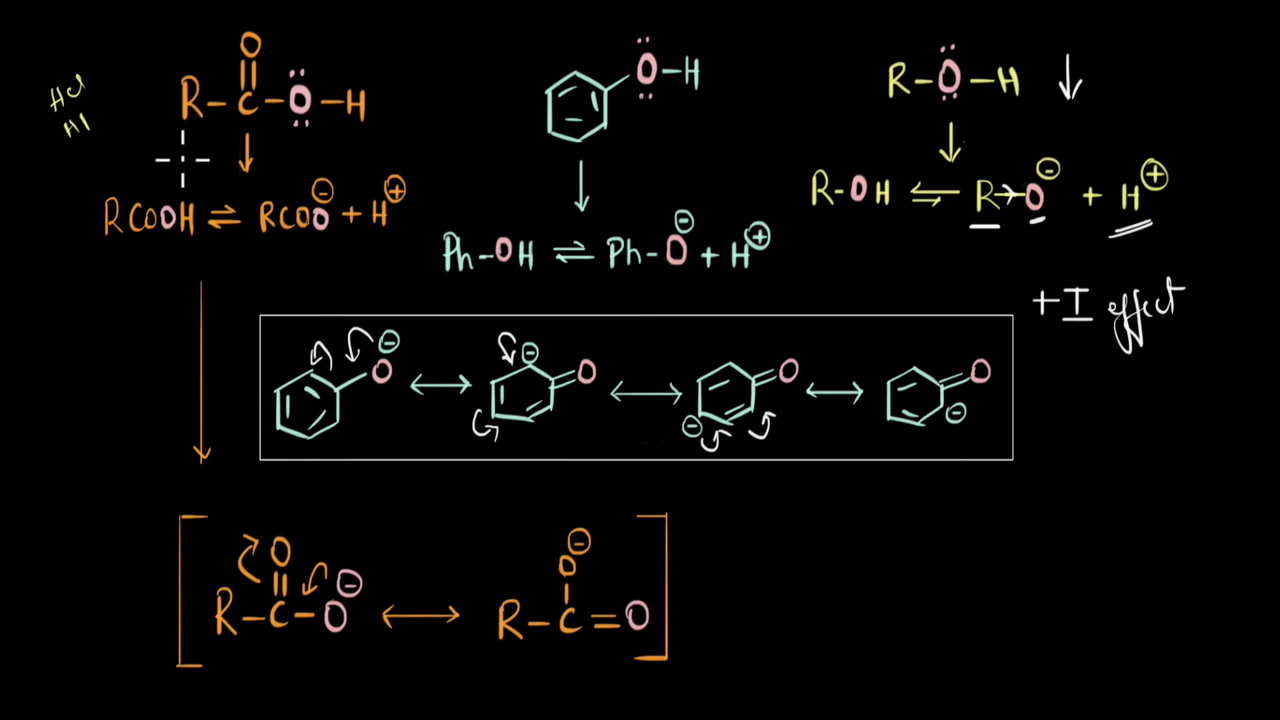 HCl
HI
O
R-C-O-H
O-H
R-O-H ↓
RCOOH ⇌ RCOO⊖ + H⊕
Ph-OH ⇌ Ph-O⊖ + H⊕
R-OH ⇌ R→O⊖ + H⊕
+I effect
O⊖ ↔ ⊖ =O ↔ ⊖ =O ↔ =O ⊖
O O⊖
R-C-O⊖ ↔ R-C=O